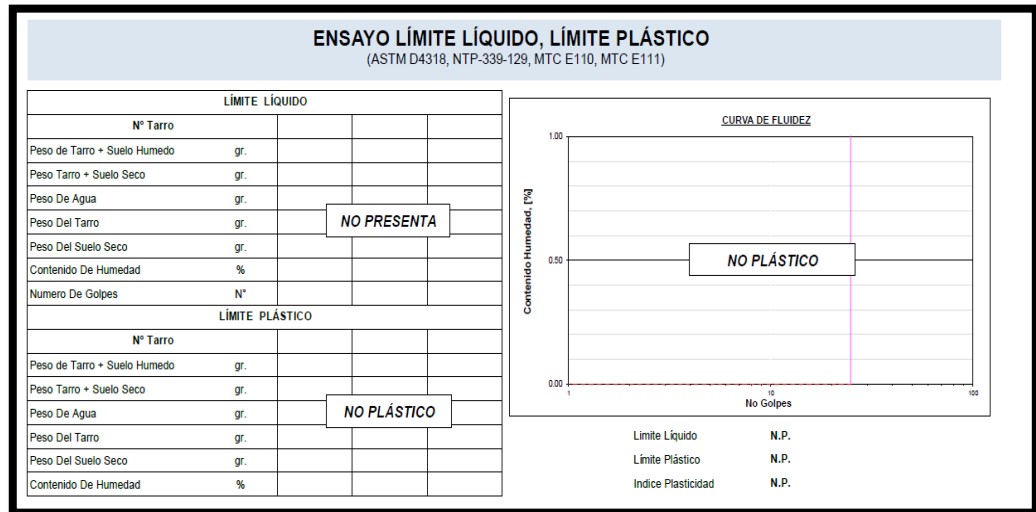 ENSAYO LÍMITE LÍQUIDO, LÍMITE PLÁSTICO
(ASTM D4318, NTP-339-129, MTC E110, MTC E111)
LÍMITE LÍQUIDO
Nº Tarro
Peso de Tarro + Suelo Humedo gr.
Peso Tarro + Suelo Seco gr.
Peso De Agua gr.
Peso Del Tarro gr.
Peso Del Suelo Seco gr.
Contenido De Humedad %
Numero De Golpes N°
NO PRESENTA
LÍMITE PLÁSTICO
Nº Tarro
Peso de Tarro + Suelo Humedo gr.
Peso Tarro + Suelo Seco gr.
Peso De Agua gr.
Peso Del Tarro gr.
Peso Del Suelo Seco gr.
Contenido De Humedad %
NO PLÁSTICO
CURVA DE FLUIDEZ
Contenido Humedad, [%]
1.00
0.50
0.00
NO PLÁSTICO
1 10 100
No Golpes
Limite Líquido N.P.
Límite Plástico N.P.
Indice Plasticidad N.P.